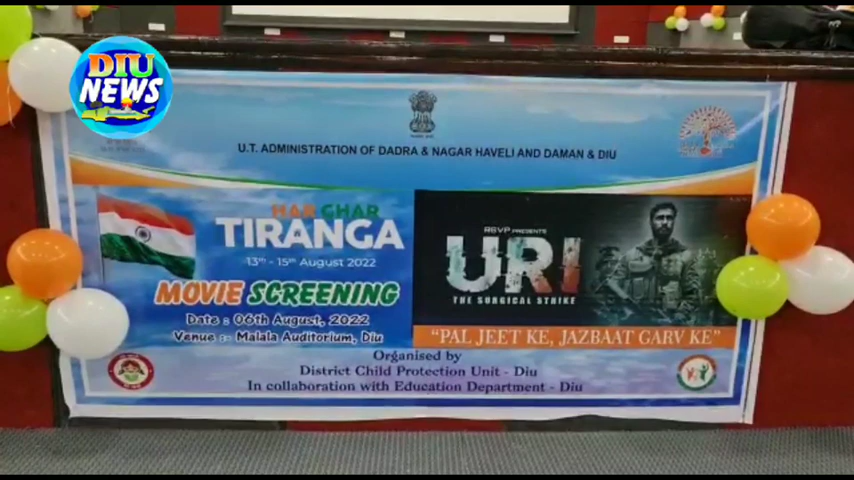 DIU
NEWS
U.T. ADMINISTRATION OF DADRA & NAGAR HAVELI AND DAMAN & DIU
HAR GHAR
TIRANGA
13th - 15th AUGUST 2022
MOVIE SCREENING
Date : 06th August, 2022
Venue :- Malala Auditorium, Diu
RSVP PRESENTS
URI
THE SURGICAL STRIKE
"PAL JEET KE, JAZBAAT GARV KE"
Organised by
District Child Protection Unit - Diu
In collaboration with Education Department - Diu